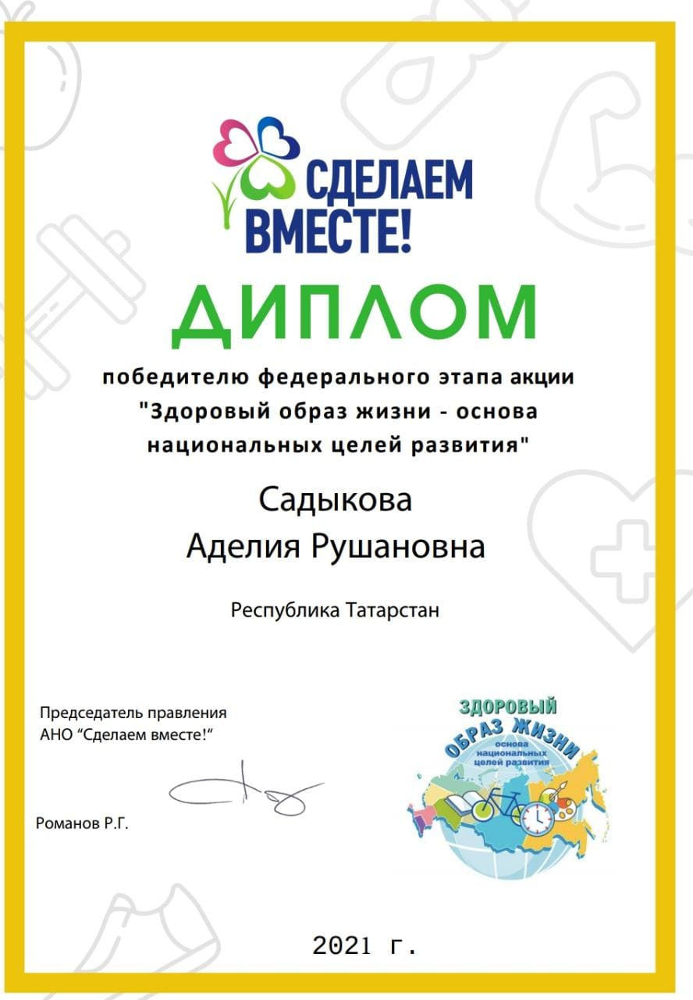 СДЕЛАЕМ
ВМЕСТЕ!
ДИПЛОМ
победителю федерального этапа акции
"Здоровый образ жизни - основа
национальных целей развития"
Садыкова
Аделия Рушановна
Республика Татарстан
Председатель правления
АНО “Сделаем вместе!“
Романов Р.Г.
ЗДОРОВЫЙ
ОБРАЗ ЖИЗНИ
основа
национальных
целей развития
2021 г.